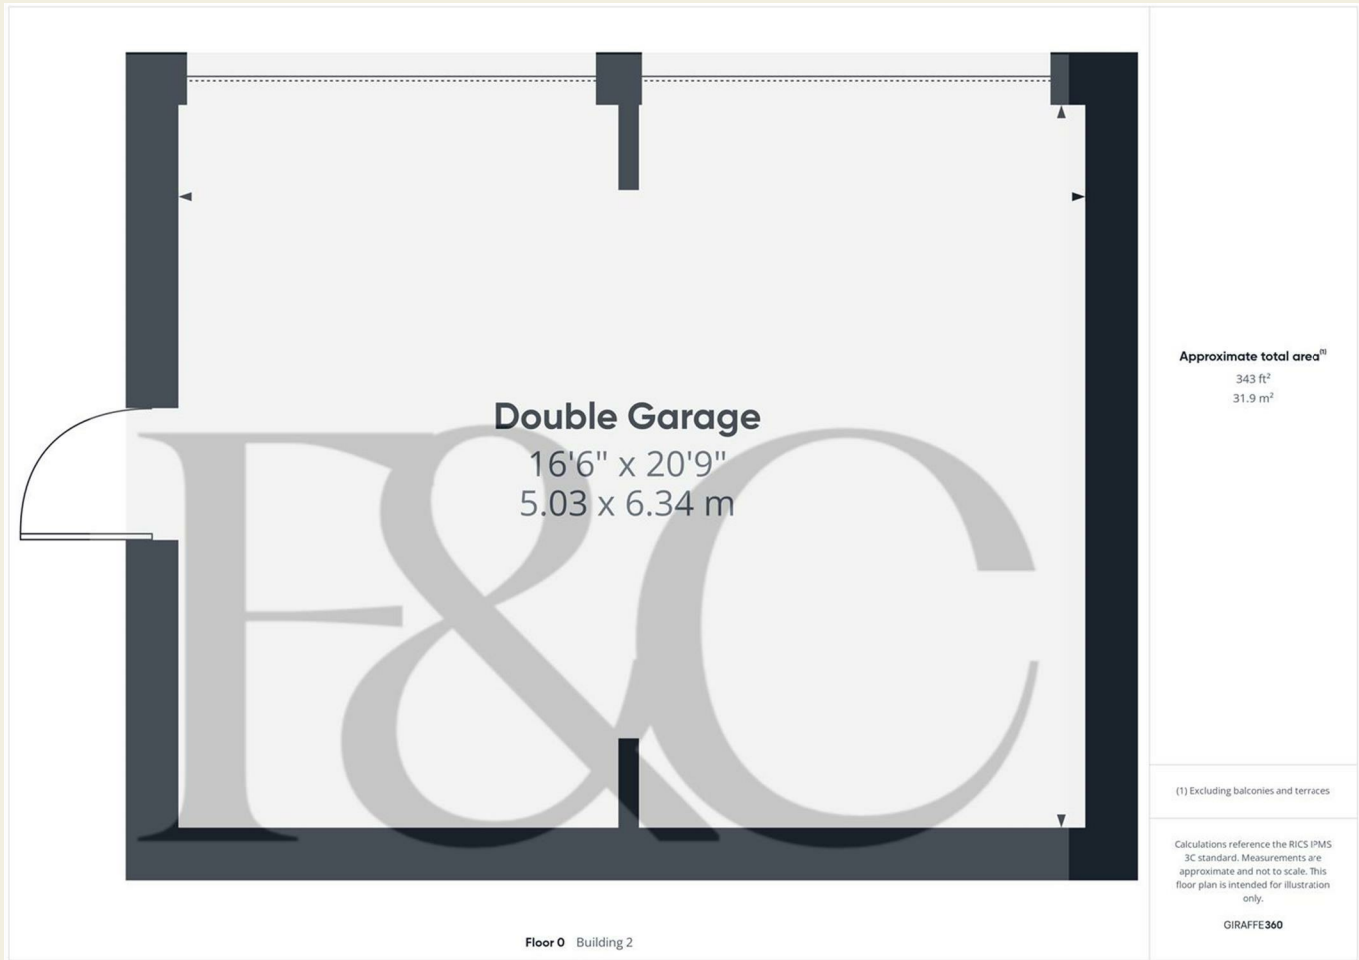 Double Garage
16'6" x 20'9"
5.03 x 6.34 m
F&C
Approximate total area(1)
343 ft²
31.9 m²
(1) Excluding balconies and terraces
Calculations reference the RICS IPMS
3C standard. Measurements are
approximate and not to scale. This
floor plan is intended for illustration
only.
GIRAFFE360
Floor 0 Building 2